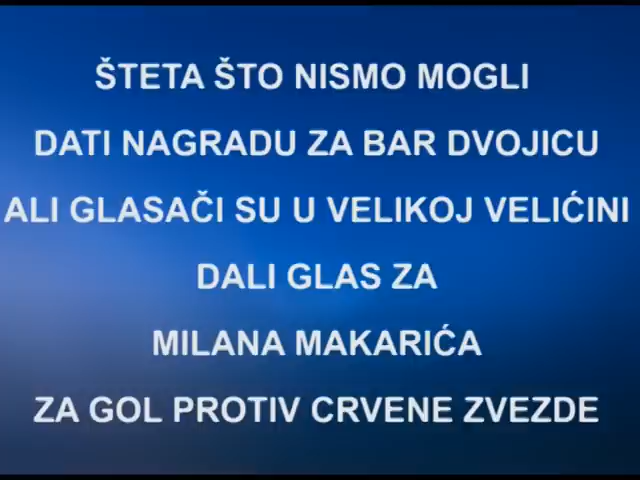 ŠTETA ŠTO NISMO MOGLI
DATI NAGRADU ZA BAR DVOJICU
ALI GLASAČI SU U VELIKOJ VELIĆINI
DALI GLAS ZA
MILANA MAKARIĆA
ZA GOL PROTIV CRVENE ZVEZDE